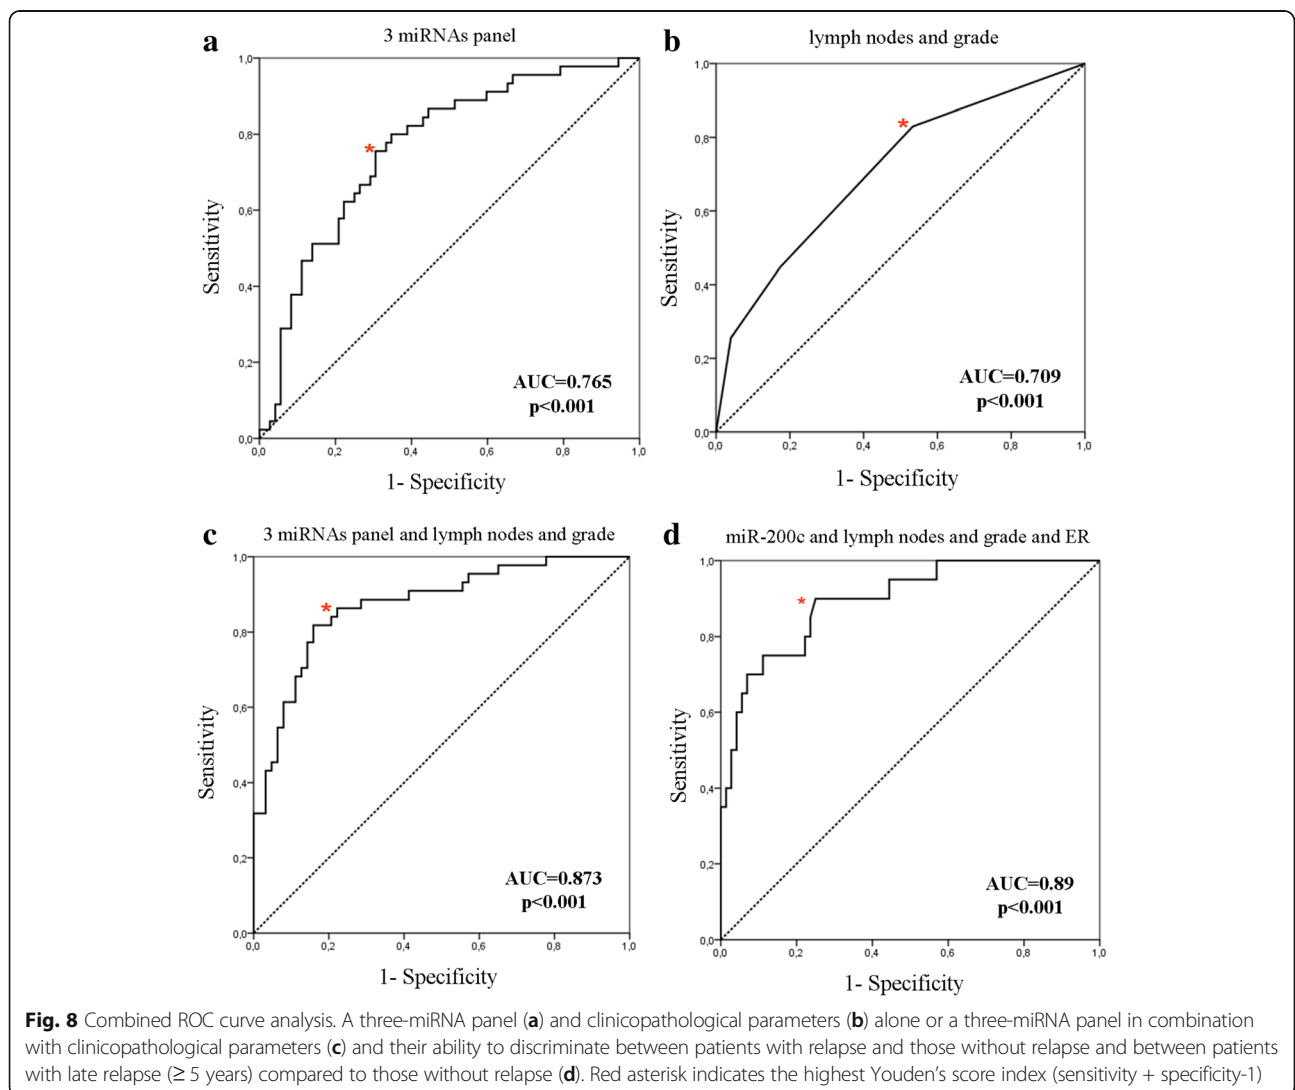 a
3 miRNAs panel
1,0
0,8
0,6
0,4
0,2
0,0
Sensitivity
*
AUC=0.765
p<0.001
0,0 0,2 0,4 0,6 0,8 1,0
1- Specificity
b
lymph nodes and grade
1,0
0,8
0,6
0,4
0,2
0,0
Sensitivity
*
AUC=0.709
p<0.001
0,0 0,2 0,4 0,6 0,8 1,0
1- Specificity
c
3 miRNAs panel and lymph nodes and grade
1,0
0,8
0,6
0,4
0,2
0,0
Sensitivity
*
AUC=0.873
p<0.001
0,0 0,2 0,4 0,6 0,8 1,0
1- Specificity
d
miR-200c and lymph nodes and grade and ER
1,0
0,8
0,6
0,4
0,2
0,0
Sensitivity
*
AUC=0.89
p<0.001
0,0 0,2 0,4 0,6 0,8 1,0
1- Specificity
Fig. 8 Combined ROC curve analysis. A three-miRNA panel (a) and clinicopathological parameters (b) alone or a three-miRNA panel in combination
with clinicopathological parameters (c) and their ability to discriminate between patients with relapse and those without relapse and between patients
with late relapse (≥ 5 years) compared to those without relapse (d). Red asterisk indicates the highest Youden's score index (sensitivity + specificity-1)